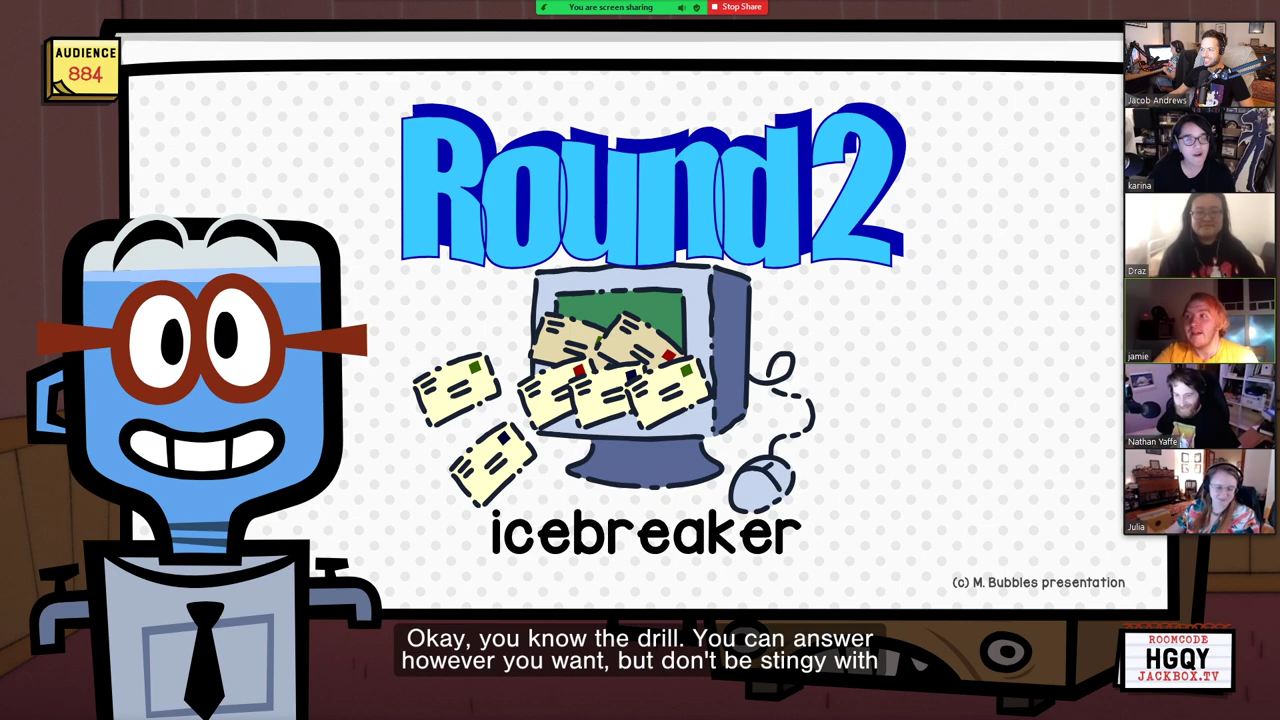 You are screen sharing
Stop Share
AUDIENCE
884
Round 2
icebreaker
(c) M. Bubbles presentation
Okay, you know the drill. You can answer
however you want, but don't be stingy with
ROOMCODE
HGQY
JACKBOX.TV
Jacob Andrews
karina
Draz
jamie
Nathan Yaffe
Julia